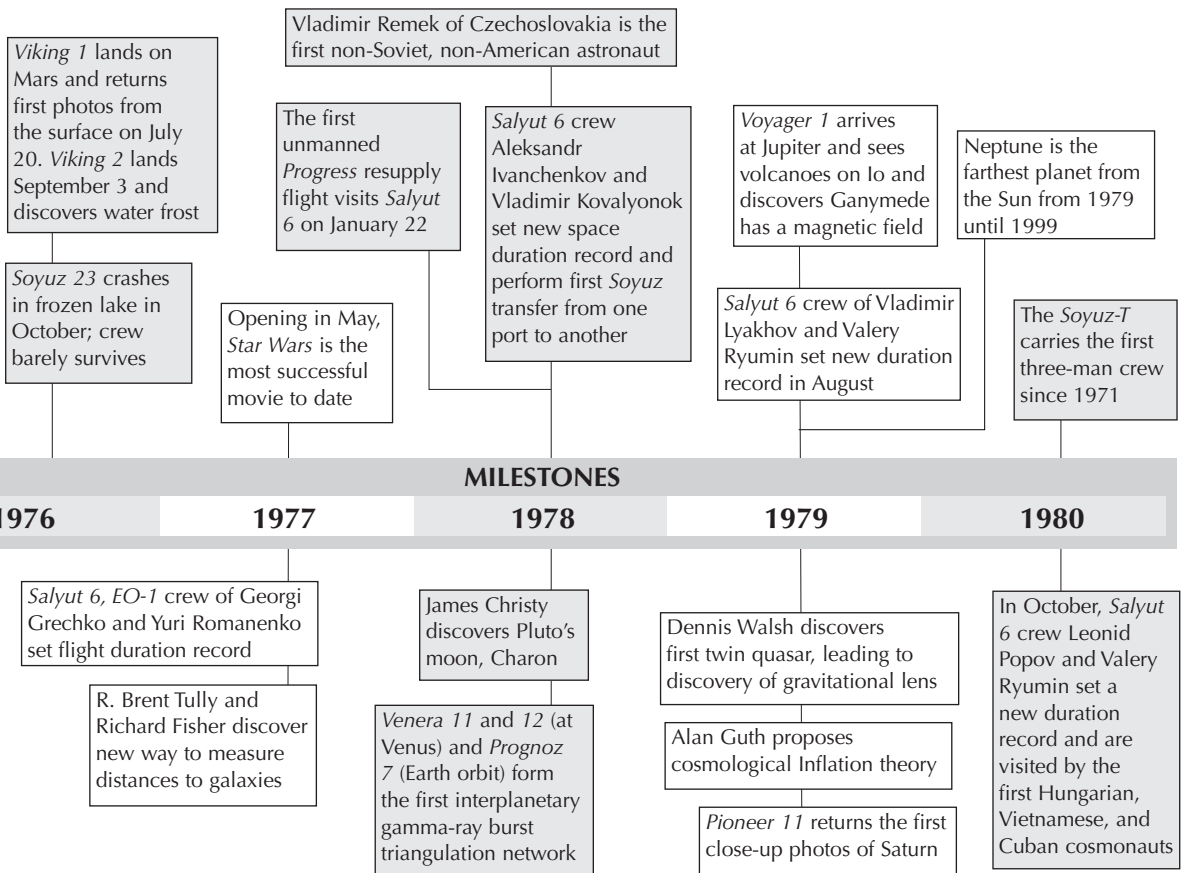 Vladimir Remek of Czechoslovakia is the
first non-Soviet, non-American astronaut
Viking 1 lands on
Mars and returns
first photos from
the surface on July
20. Viking 2 lands
September 3 and
discovers water frost
The first
unmanned
Progress resupply
flight visits Salyut
6 on January 22
Salyut 6 crew
Aleksandr
Ivanchenkov and
Vladimir Kovalyonok
set new space
duration record and
perform first Soyuz
transfer from one
port to another
Voyager 1 arrives
at Jupiter and sees
volcanoes on Io and
discovers Ganymede
has a magnetic field
Neptune is the
farthest planet from
the Sun from 1979
until 1999
Soyuz 23 crashes
in frozen lake in
October; crew
barely survives
Opening in May,
Star Wars is the
most successful
movie to date
Salyut 6 crew of Vladimir
Lyakhov and Valery
Ryumin set new duration
record in August
The Soyuz-T
carries the first
three-man crew
since 1971
MILESTONES
1976 1977 1978 1979 1980
Salyut 6, EO-1 crew of Georgi
Grechko and Yuri Romanenko
set flight duration record
R. Brent Tully and
Richard Fisher discover
new way to measure
distances to galaxies
James Christy
discovers Pluto's
moon, Charon
Venera 11 and 12 (at
Venus) and Prognoz
7 (Earth orbit) form
the first interplanetary
gamma-ray burst
triangulation network
Dennis Walsh discovers
first twin quasar, leading to
discovery of gravitational lens
Alan Guth proposes
cosmological Inflation theory
Pioneer 11 returns the first
close-up photos of Saturn
In October, Salyut
6 crew Leonid
Popov and Valery
Ryumin set a
new duration
record and are
visited by the
first Hungarian,
Vietnamese, and
Cuban cosmonauts